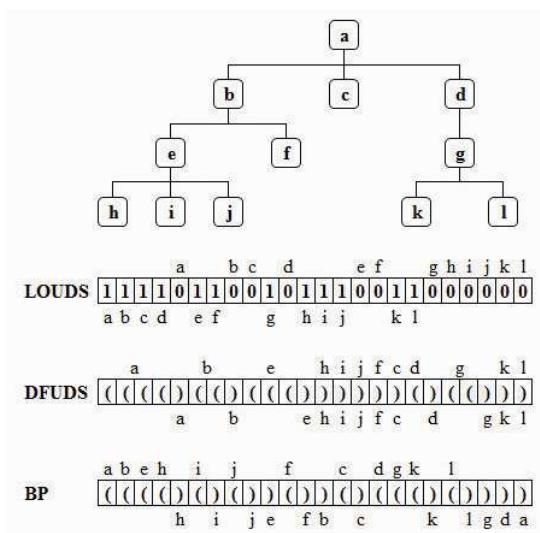 a
b c d
e f g
h i j k l
a b c d e f g h i j k l
LOUDS 1 1 1 1 0 1 1 0 0 1 0 1 1 1 0 0 1 1 0 0 0 0 0 0
a b c d e f g h i j k l
a b e h i j f c d g k l
DFUDS ( ( ( ( ) ( ( ) ( ( ( ) ) ) ) ) ) ( ) ( ( ) ) )
a b e h i j f c d g k l
a b e h i j f c d g k l
BP ( ( ( ( ) ( ) ( ) ) ( ) ) ( ) ( ( ( ) ( ) ) ) )
h i j e f b c k l g d a